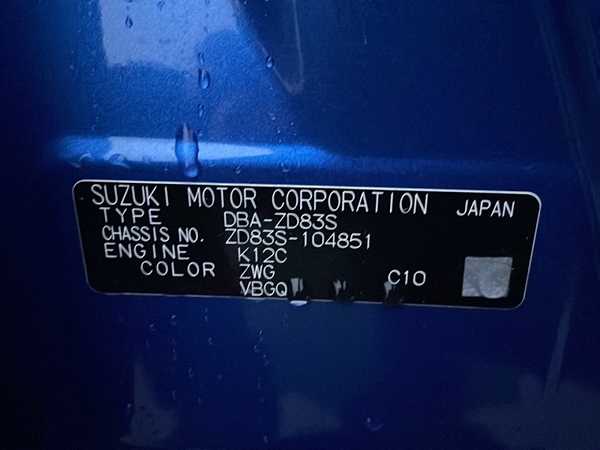 SUZUKI MOTOR CORPORATION JAPAN
TYPE DBA-ZD83S
CHASSIS NO. ZD83S-104851
ENGINE K12C
COLOR ZWG C10
VBGQ